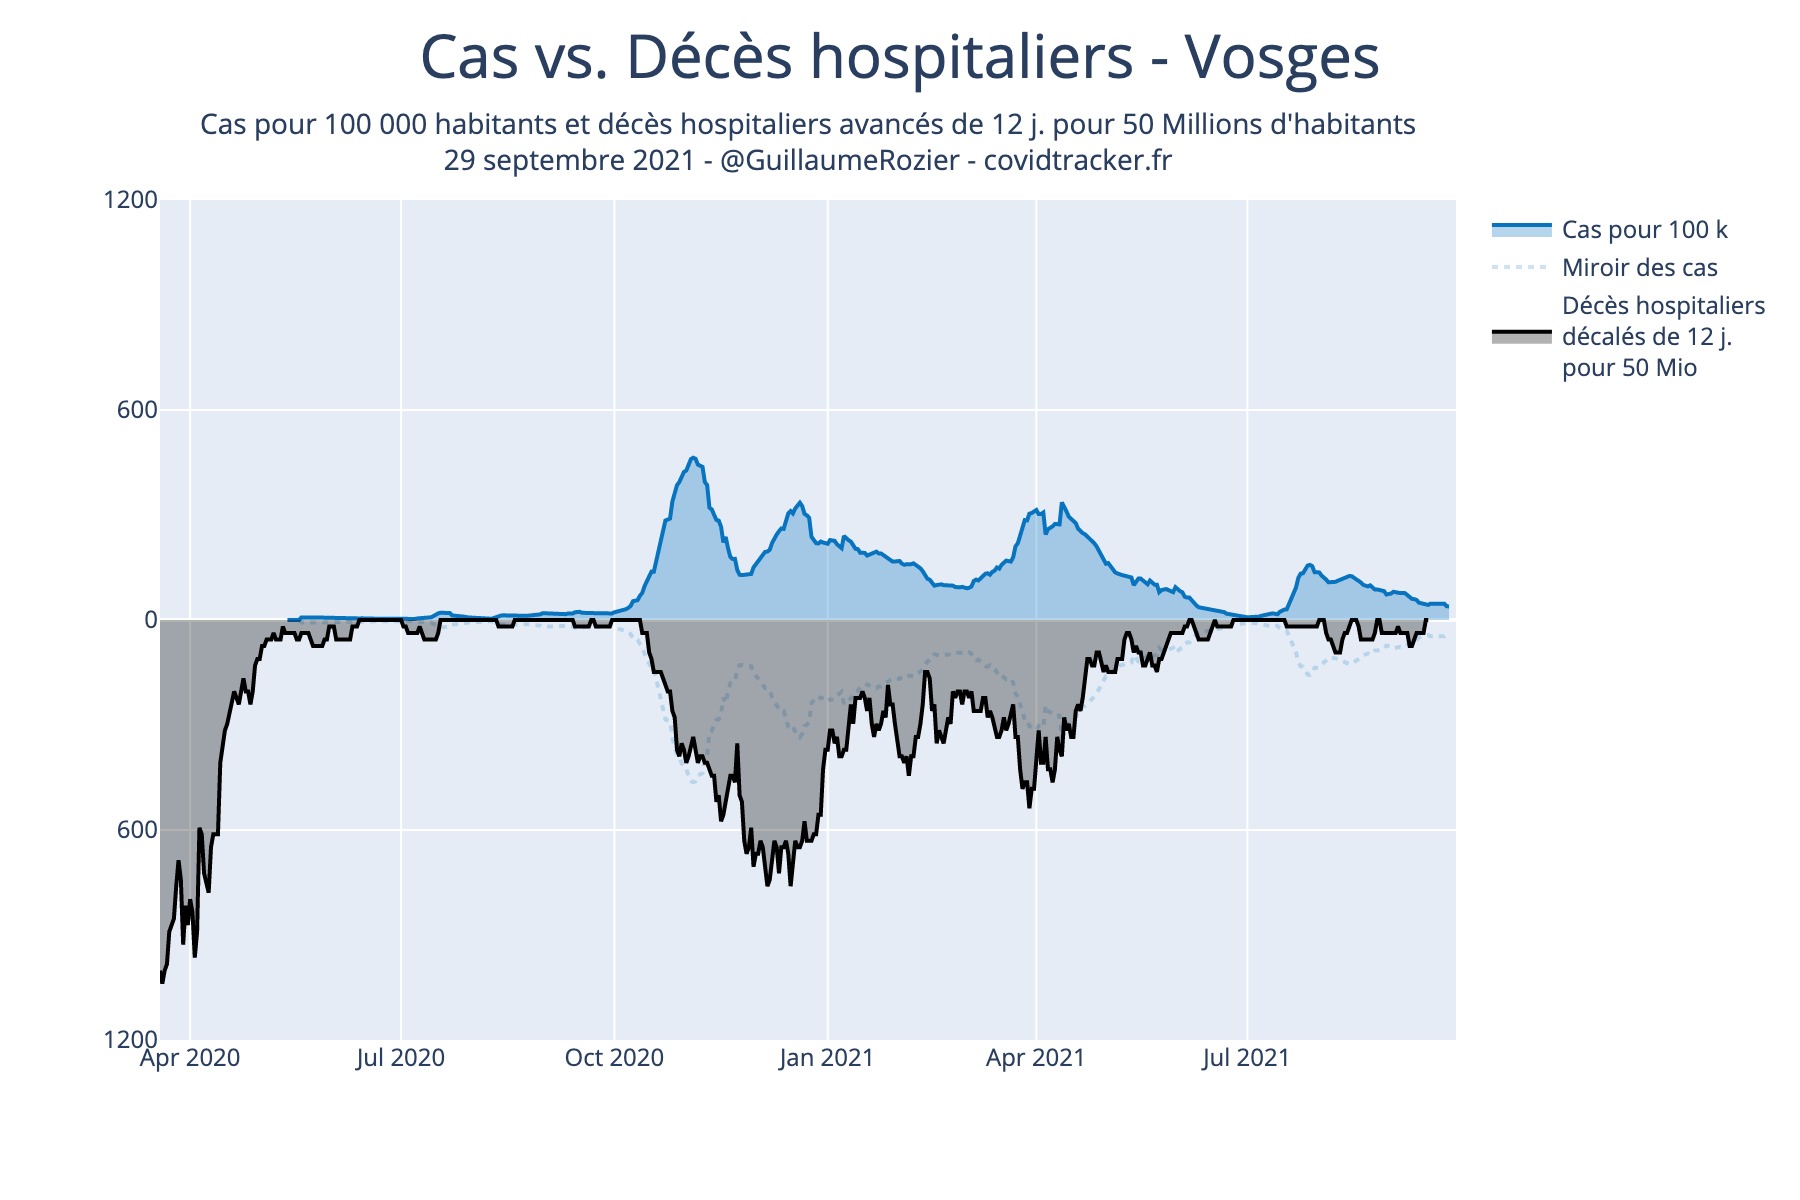 Cas vs. Décès hospitaliers - Vosges
Cas pour 100 000 habitants et décès hospitaliers avancés de 12 j. pour 50 Millions d'habitants
29 septembre 2021 - @GuillaumeRozier - covidtracker.fr
1200
600
0
600
1200
Apr 2020
Jul 2020
Oct 2020
Jan 2021
Apr 2021
Jul 2021
Cas pour 100 k
Miroir des cas
Décès hospitaliers
décalés de 12 j.
pour 50 Mio